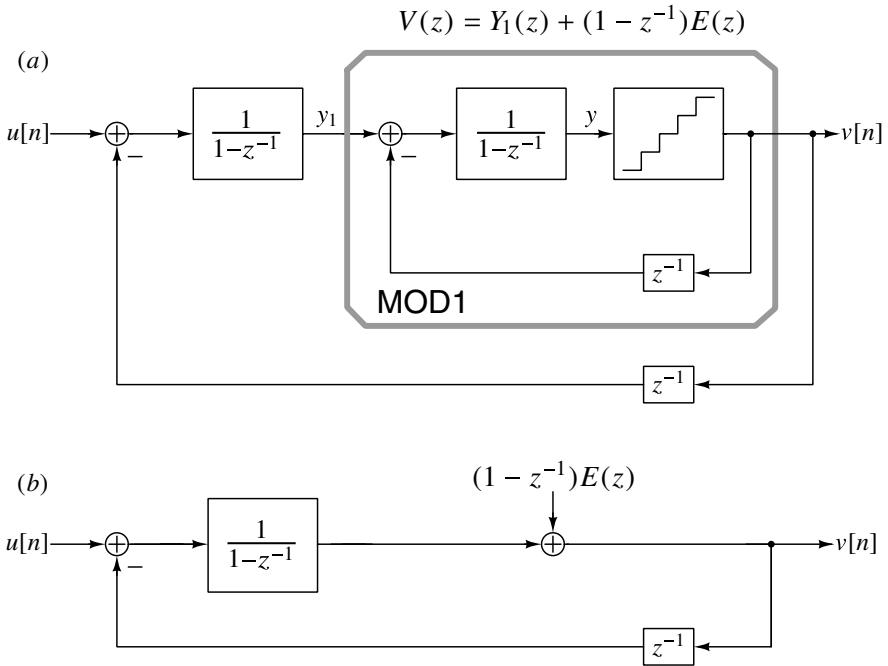 V(z) = Y₁(z) + (1 − z⁻¹)E(z)
(a)
u[n]
−
1
1−z⁻¹
y₁
−
1
1−z⁻¹
y
v[n]
z⁻¹
MOD1
z⁻¹
(b)
(1 − z⁻¹)E(z)
u[n]
−
1
1−z⁻¹
v[n]
z⁻¹